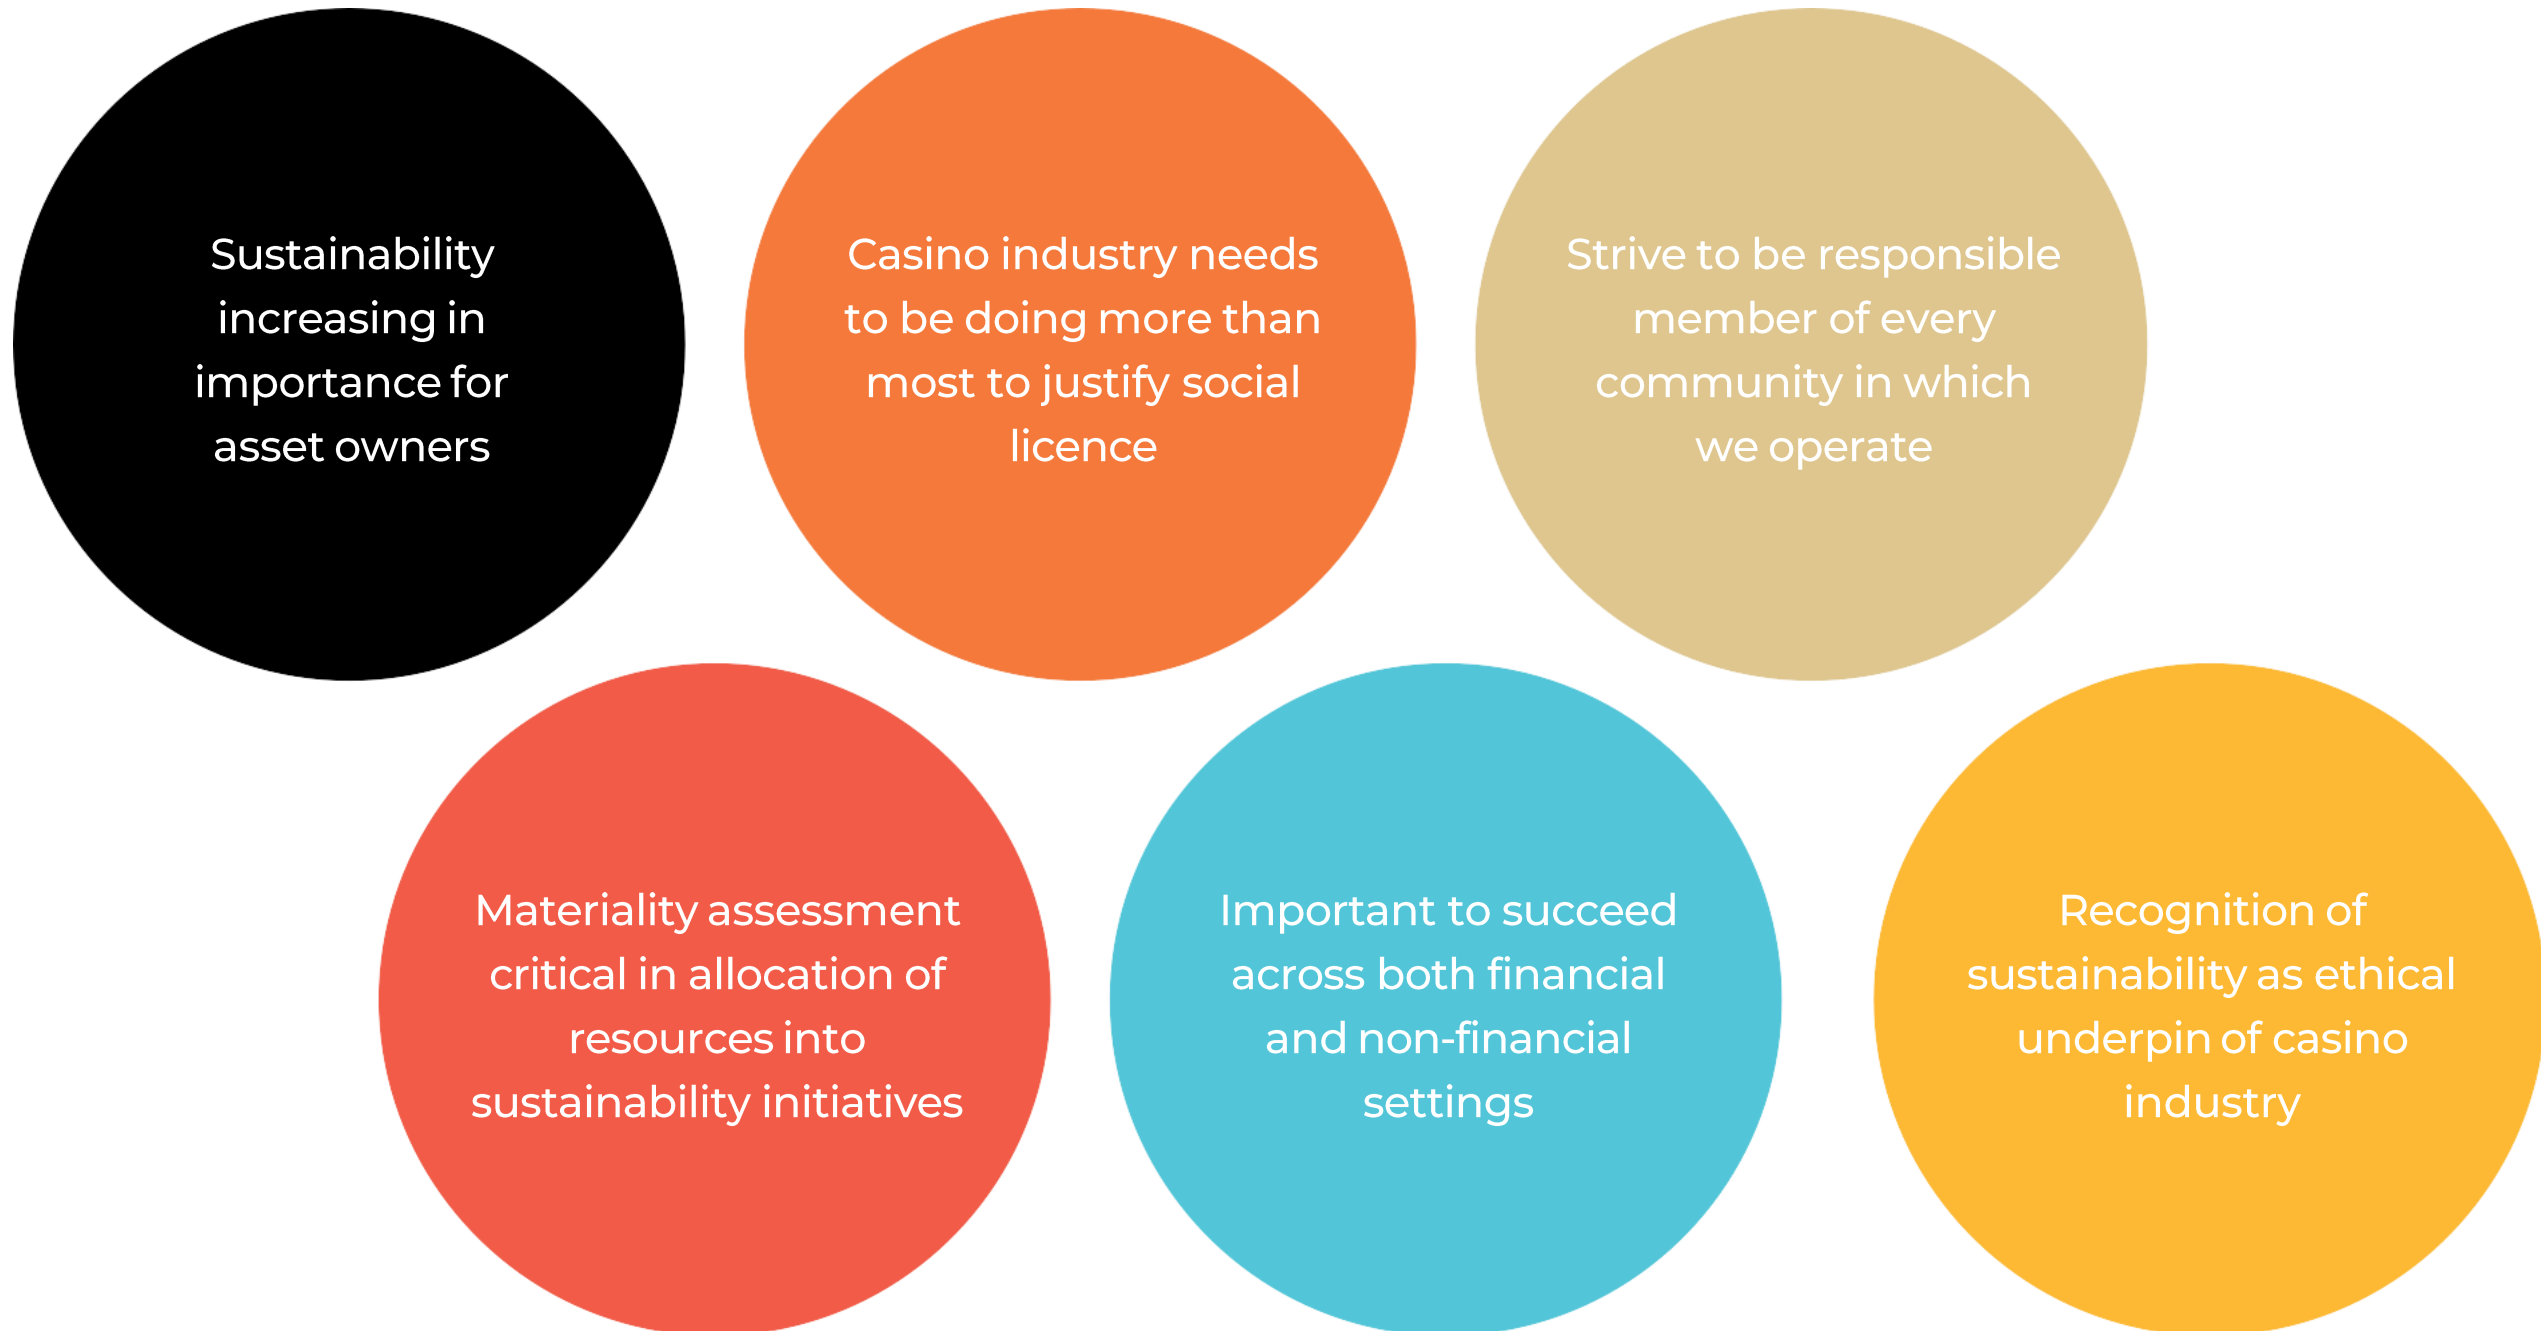 Sustainability
increasing in
importance for
asset owners
Casino industry needs
to be doing more than
most to justify social
licence
Strive to be responsible
member of every
community in which
we operate
Materiality assessment
critical in allocation of
resources into
sustainability initiatives
Important to succeed
across both financial
and non-financial
settings
Recognition of
sustainability as ethical
underpin of casino
industry